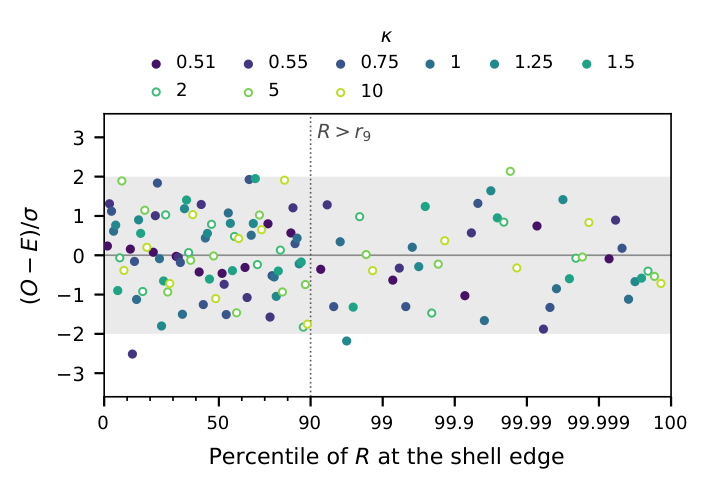 κ
0.51 0.55 0.75 1 1.25 1.5
2 5 10
R > r₉
(O − E)/σ
3
2
1
0
−1
−2
−3
0 50 90 99 99.9 99.99 99.999 100
Percentile of R at the shell edge